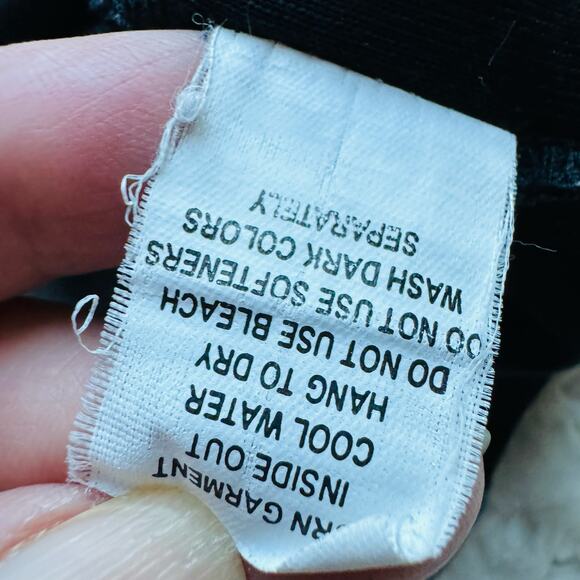 RN GARMENT
INSIDE OUT
COOL WATER
HANG TO DRY
DO NOT USE BLEACH
DO NOT USE SOFTENERS
WASH DARK COLORS
SEPARATELY